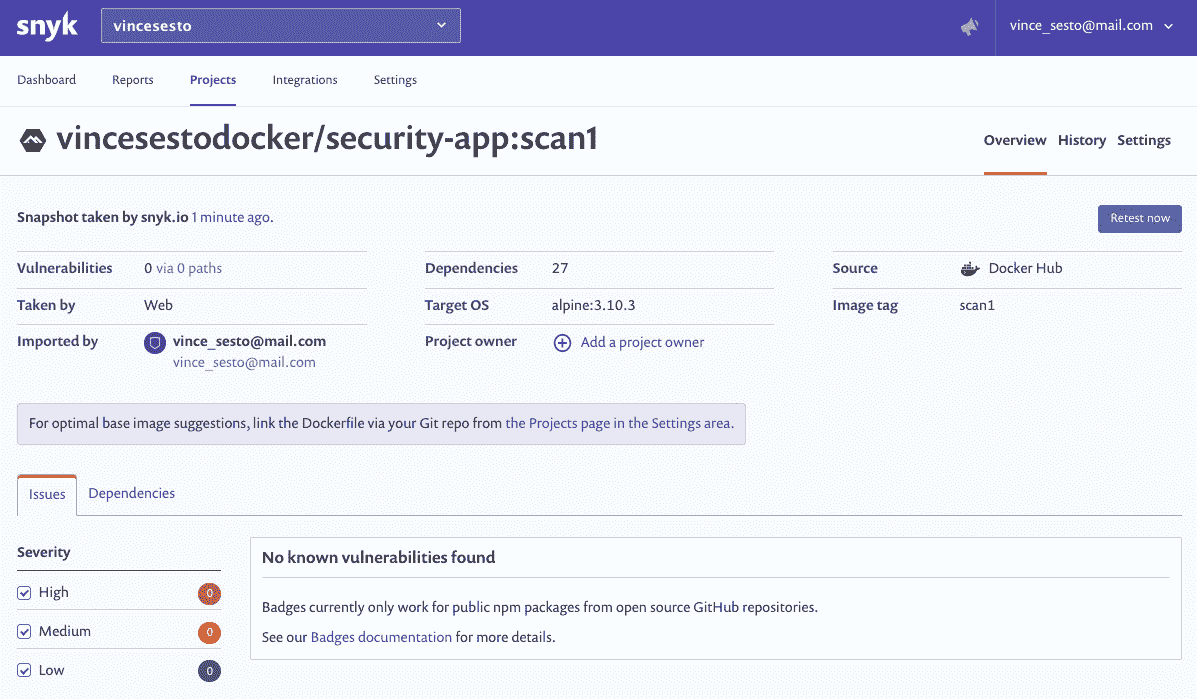 snyk vincesesto vince_sesto@mail.com
Dashboard Reports Projects Integrations Settings
vincesestodocker/security-app:scan1
Overview History Settings
Snapshot taken by snyk.io 1 minute ago.
Retest now
Vulnerabilities 0 via 0 paths
Dependencies 27
Source Docker Hub
Taken by Web
Target OS alpine:3.10.3
Image tag scan1
Imported by vince_sesto@mail.com
vince_sesto@mail.com
Project owner Add a project owner
For optimal base image suggestions, link the Dockerfile via your Git repo from the Projects page in the Settings area.
Issues Dependencies
Severity
High 0
Medium 0
Low 0
No known vulnerabilities found
Badges currently only work for public npm packages from open source GitHub repositories.
See our Badges documentation for more details.